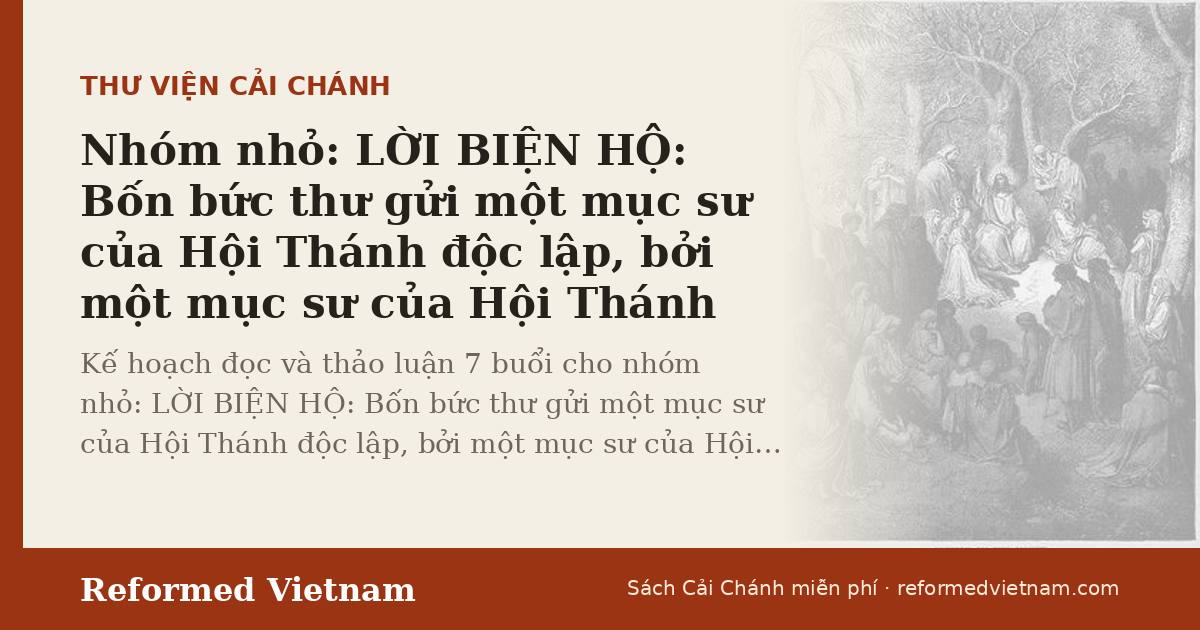 THƯ VIỆN CẢI CHÁNH
Nhóm nhỏ: LỜI BIỆN HỘ:
Bốn bức thư gửi một mục sư
của Hội Thánh độc lập, bởi
một mục sư của Hội Thánh
Kế hoạch đọc và thảo luận 7 buổi cho nhóm
nhỏ: LỜI BIỆN HỘ: Bốn bức thư gửi một mục sư
của Hội Thánh độc lập, bởi một mục sư của Hội...
Reformed Vietnam
Sách Cải Chánh miễn phí · reformedvietnam.com